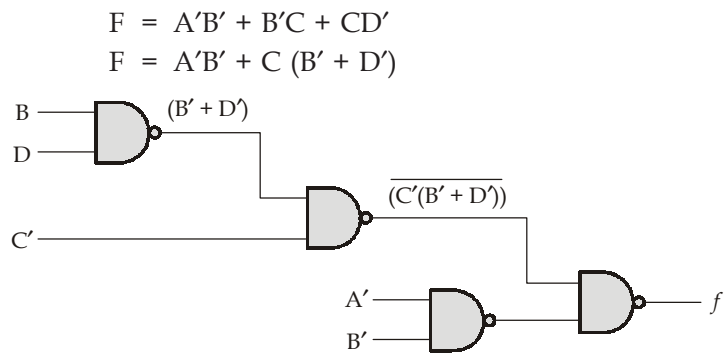 F = A′B′ + B′C + CD′
F = A′B′ + C (B′ + D′)
B
(B′ + D′)
D
(C′(B′ + D′))
C′
A′
f
B′